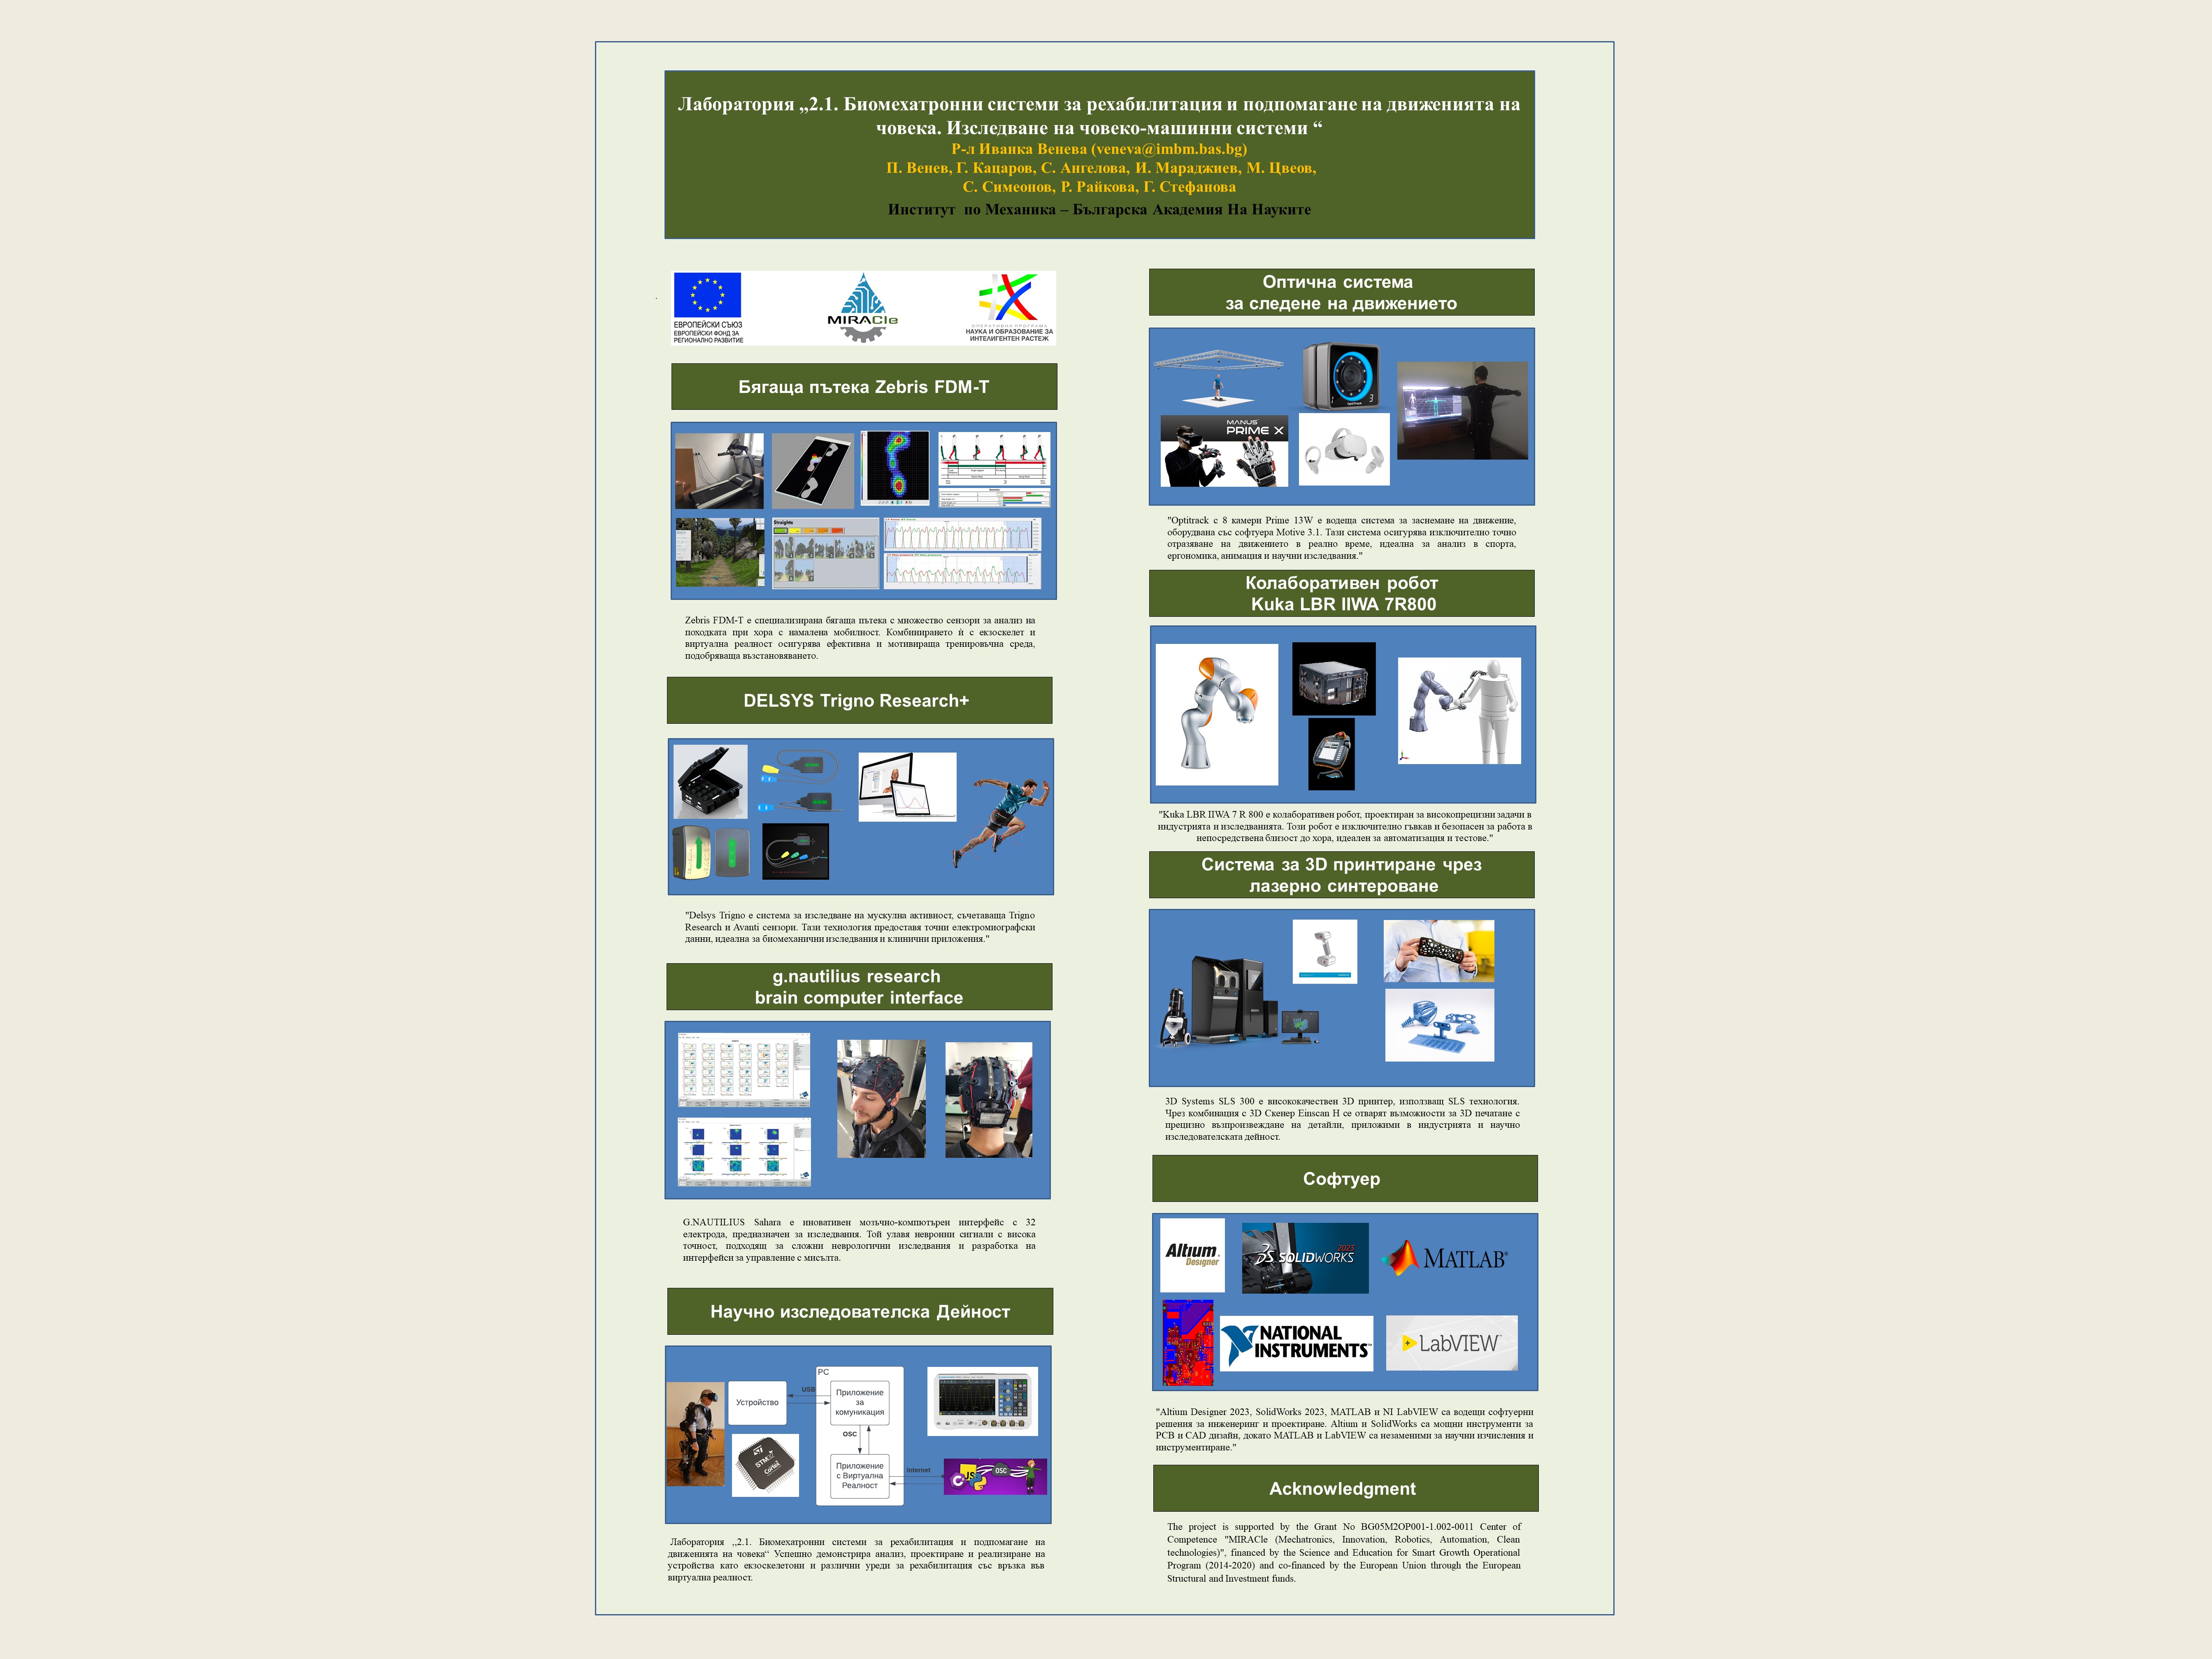 Лаборатория „2.1. Биомехатронни системи за рехабилитация и подпомагане на движенията на
човека. Изследване на човеко-машинни системи “
Р-л Иванка Венева (veneva@imbm.bas.bg)
П. Венев, Г. Кацаров, С. Ангелова, И. Мараджиев, М. Цвеов,
С. Симеонов, Р. Райкова, Г. Стефанова
Институт по Механика – Българска Академия На Науките
ЕВРОПЕЙСКИ СЪЮЗ
ЕВРОПЕЙСКИ ФОНД ЗА
РЕГИОНАЛНО РАЗВИТИЕ
MIRACle
ОПЕРАТИВНА ПРОГРАМА
НАУКА И ОБРАЗОВАНИЕ ЗА
ИНТЕЛИГЕНТЕН РАСТЕЖ
Бягаща пътека Zebris FDM-T
Straights
Zebris FDM-T е специализирана бягаща пътека с множество сензори за анализ на
походката при хора с намалена мобилност. Комбинирането ѝ с екзоскелет и
виртуална реалност осигурява ефективна и мотивираща тренировъчна среда,
подобряваща възстановяването.
DELSYS Trigno Research+
"Delsys Trigno е система за изследване на мускулна активност, съчетаваща Trigno
Research и Avanti сензори. Тази технология предоставя точни електромиографски
данни, идеална за биомеханични изследвания и клинични приложения."
g.nautilius research
brain computer interface
G.NAUTILIUS Sahara е иновативен мозъчно-компютърен интерфейс с 32
електрода, предназначен за изследвания. Той улавя невронни сигнали с висока
точност, подходящ за сложни неврологични изследвания и разработка на
интерфейси за управление с мисълта.
Научно изследователска Дейност
PC
Устройство
USB
Приложение
за
комуникация
OSC
STM32
Cortex
Приложение
с Виртуална
Реалност
Internet
C
JS
OSC
Лаборатория „2.1. Биомехатронни системи за рехабилитация и подпомагане на
движенията на човека“ Успешно демонстрира анализ, проектиране и реализиране на
устройства като екзоскелетони и различни уреди за рехабилитация със връзка във
виртуална реалност.
Оптична система
за следене на движението
MANUS
PRIME X
"Optitrack с 8 камери Prime 13W е водеща система за заснемане на движение,
оборудвана със софтуера Motive 3.1. Тази система осигурява изключително точно
отразяване на движението в реално време, идеална за анализ в спорта,
ергономика, анимация и научни изследвания."
Колаборативен робот
Kuka LBR IIWA 7R800
"Kuka LBR IIWA 7 R 800 е колаборативен робот, проектиран за високопрецизни задачи в
индустрията и изследванията. Този робот е изключително гъвкав и безопасен за работа в
непосредствена близост до хора, идеален за автоматизация и тестове."
Система за 3D принтиране чрез
лазерно синтероване
3D Systems SLS 300 е висококачествен 3D принтер, използващ SLS технология.
Чрез комбинация с 3D Скенер Einscan H се отварят възможности за 3D печатане с
прецизно възпроизвеждане на детайли, приложими в индустрията и научно
изследователската дейност.
Софтуер
Altium
Designer
SOLIDWORKS
2023
MATLAB®
NATIONAL
INSTRUMENTS
LabVIEW
"Altium Designer 2023, SolidWorks 2023, MATLAB и NI LabVIEW са водещи софтуерни
решения за инженеринг и проектиране. Altium и SolidWorks са мощни инструменти за
PCB и CAD дизайн, докато MATLAB и LabVIEW са незаменими за научни изчисления и
инструментиране."
Acknowledgment
The project is supported by the Grant No BG05M2OP001-1.002-0011 Center of
Competence "MIRACle (Mechatronics, Innovation, Robotics, Automation, Clean
technologies)", financed by the Science and Education for Smart Growth Operational
Program (2014-2020) and co-financed by the European Union through the European
Structural and Investment funds.